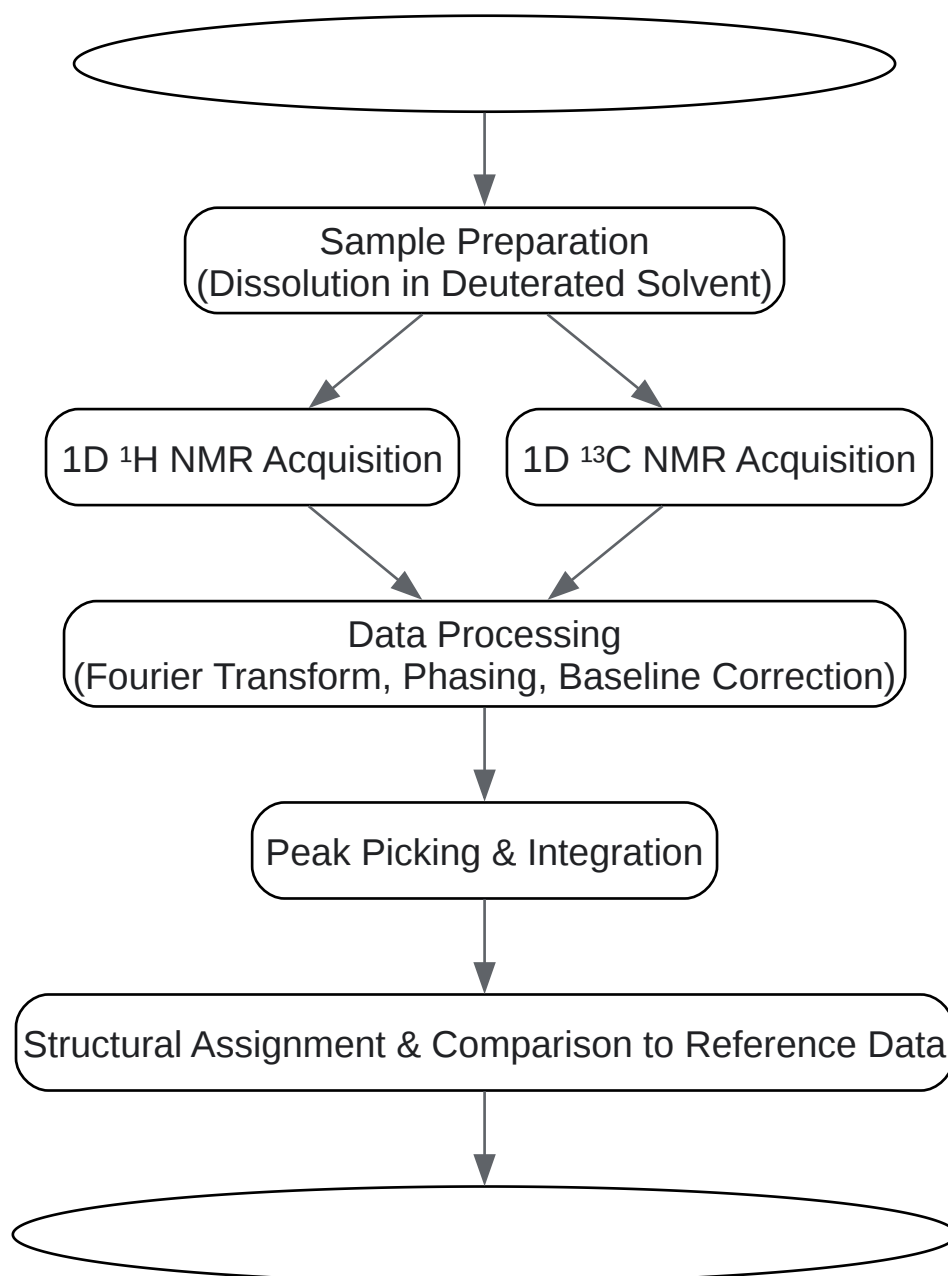 Sample Preparation
(Dissolution in Deuterated Solvent)
1D ¹H NMR Acquisition
1D ¹³C NMR Acquisition
Data Processing
(Fourier Transform, Phasing, Baseline Correction)
Peak Picking & Integration
Structural Assignment & Comparison to Reference Data